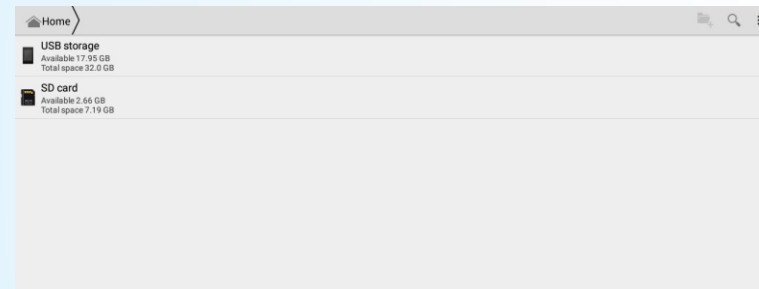 Home
USB storage
Available 17.95 GB
Total space 32.0 GB
SD card
Available 2.66 GB
Total space 7.19 GB